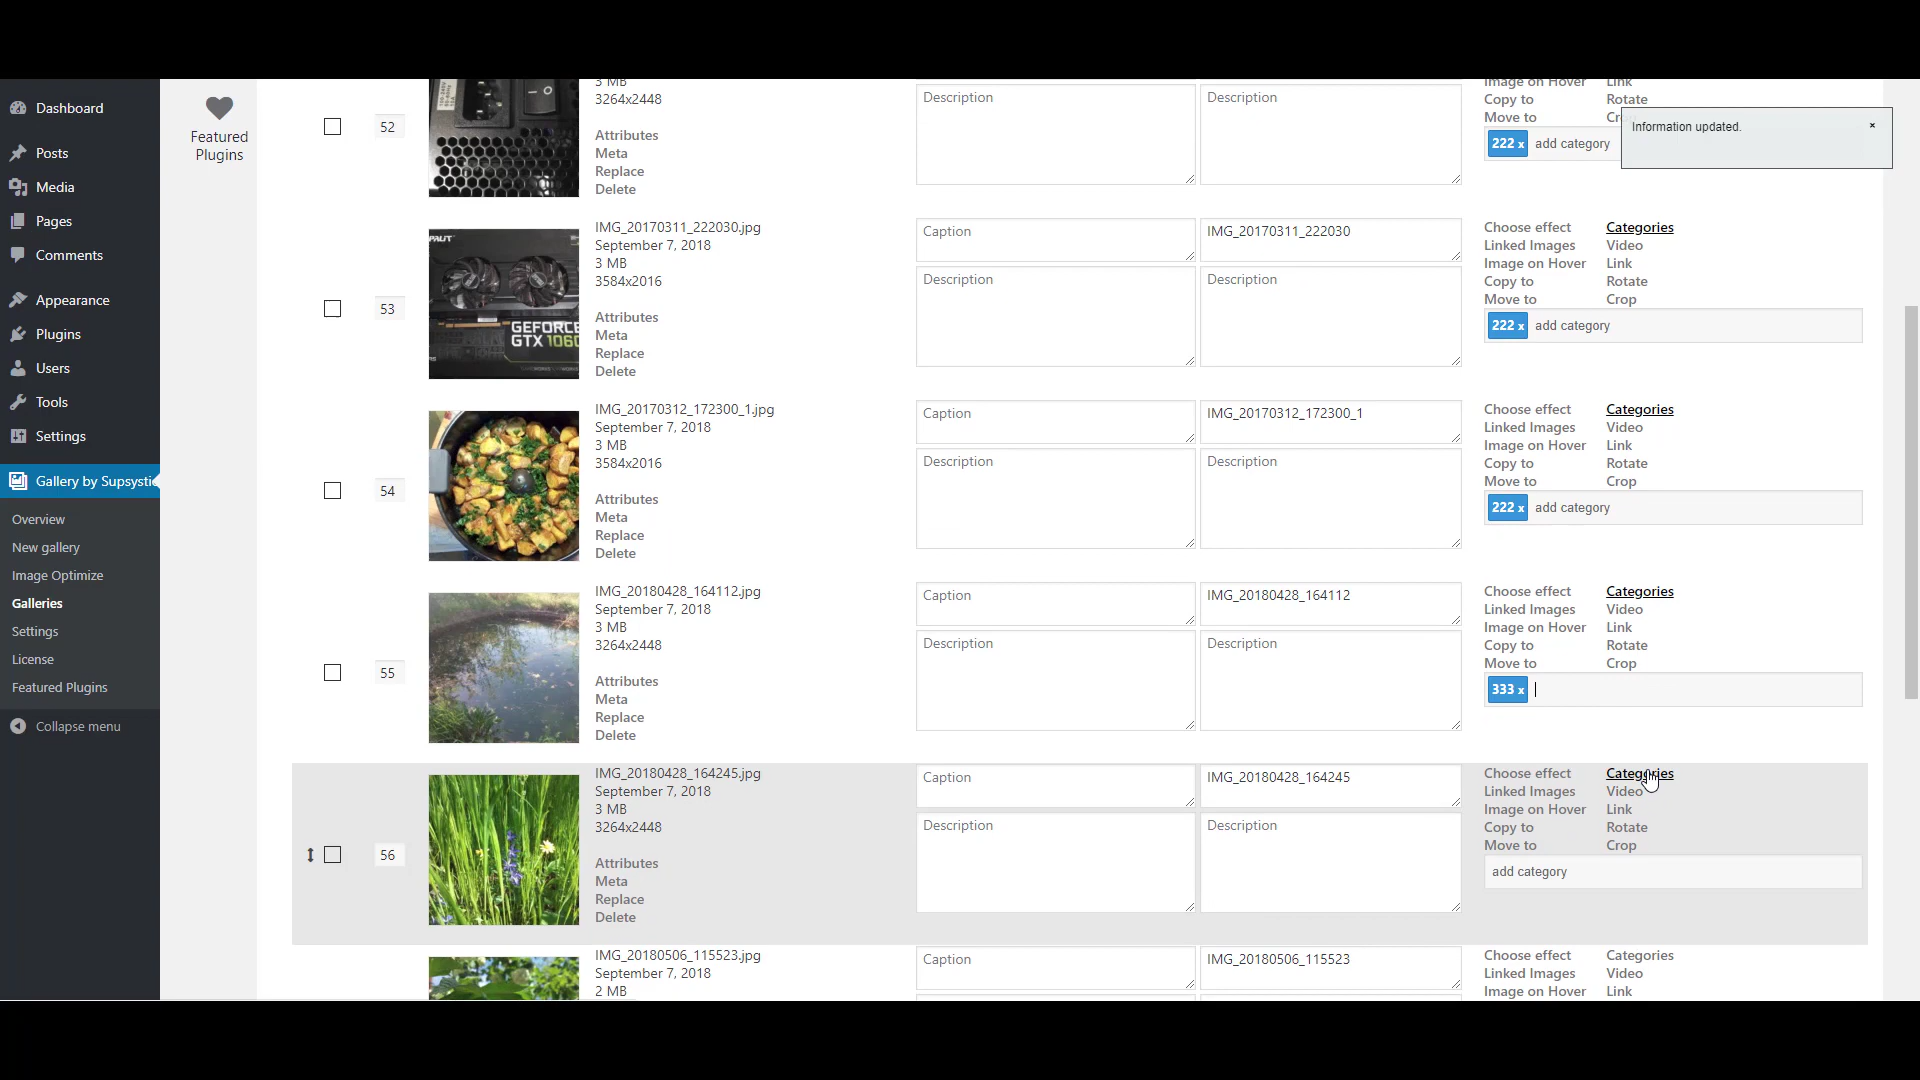 Dashboard
Posts
Media
Pages
Comments
Appearance
Plugins
Users
Tools
Settings
Gallery by Supsystic
Overview
New gallery
Image Optimize
Galleries
Settings
License
Featured Plugins
Collapse menu
Featured
Plugins
Information updated.
×
52
3 MB
3264x2448
Attributes
Meta
Replace
Delete
Description
Description
Image on Hover Link
Copy to Rotate
Move to
222 x add category
53
GEFORCE
GTX 1060
IMG_20170311_222030.jpg
September 7, 2018
3 MB
3584x2016
Attributes
Meta
Replace
Delete
Caption
IMG_20170311_222030
Description
Description
Choose effect Categories
Linked Images Video
Image on Hover Link
Copy to Rotate
Move to Crop
222 x add category
54
IMG_20170312_172300_1.jpg
September 7, 2018
3 MB
3584x2016
Attributes
Meta
Replace
Delete
Caption
IMG_20170312_172300_1
Description
Description
Choose effect Categories
Linked Images Video
Image on Hover Link
Copy to Rotate
Move to Crop
222 x add category
55
IMG_20180428_164112.jpg
September 7, 2018
3 MB
3264x2448
Attributes
Meta
Replace
Delete
Caption
IMG_20180428_164112
Description
Description
Choose effect Categories
Linked Images Video
Image on Hover Link
Copy to Rotate
Move to Crop
333 x
56
IMG_20180428_164245.jpg
September 7, 2018
3 MB
3264x2448
Attributes
Meta
Replace
Delete
Caption
IMG_20180428_164245
Description
Description
Choose effect Categories
Linked Images Video
Image on Hover Link
Copy to Rotate
Move to Crop
add category
IMG_20180506_115523.jpg
September 7, 2018
2 MB
Caption
IMG_20180506_115523
Choose effect Categories
Linked Images Video
Image on Hover Link